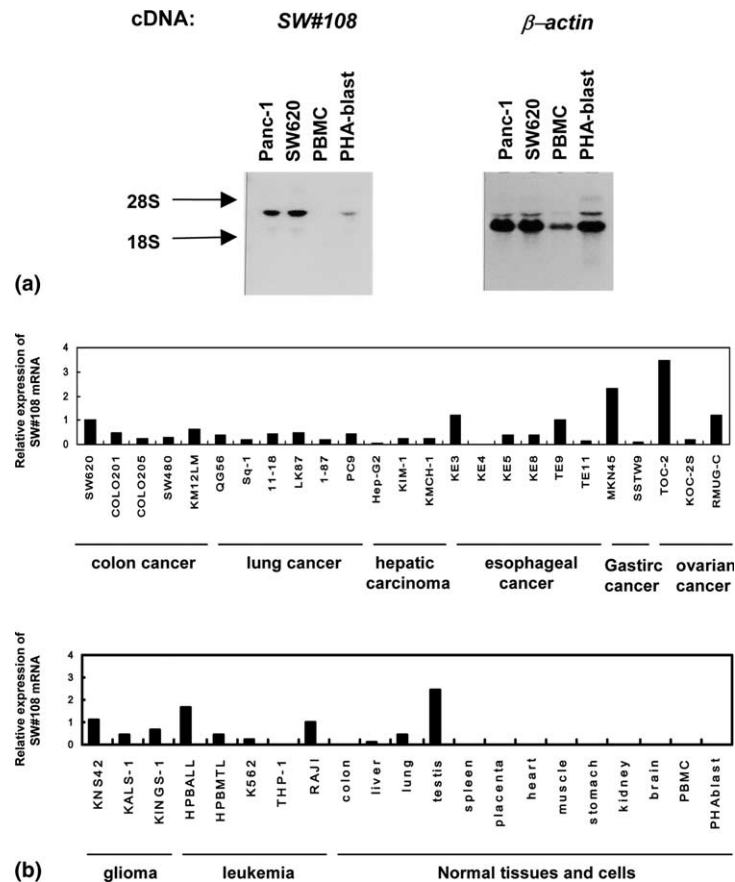 cDNA: SW#108 β–actin
Panc-1 SW620 PBMC PHA-blast Panc-1 SW620 PBMC PHA-blast
28S
18S
(a)
Relative expression of
SW#108 mRNA
4
3
2
1
0
SW620 COLO201 COLO205 SW480 KM12LM QG56 Sq-1 11-18 LK87 1-87 PC9 Hep-G2 KIM-1 KMCH-1 KE3 KE4 KE5 KE8 TE9 TE11 MKN45 SSTW9 TOC-2 KOC-2S RMUG-C
colon cancer lung cancer hepatic carcinoma esophageal cancer Gastirc cancer ovarian cancer
Relative expression of
SW#108 mRNA
4
3
2
1
0
KNS42 KALS-1 KINGS-1 HPBALL HPBMTL K562 THP-1 RAJI colon liver lung testis spleen placenta heart muscle stomach kidney brain PBMC PHAblast
(b) glioma leukemia Normal tissues and cells